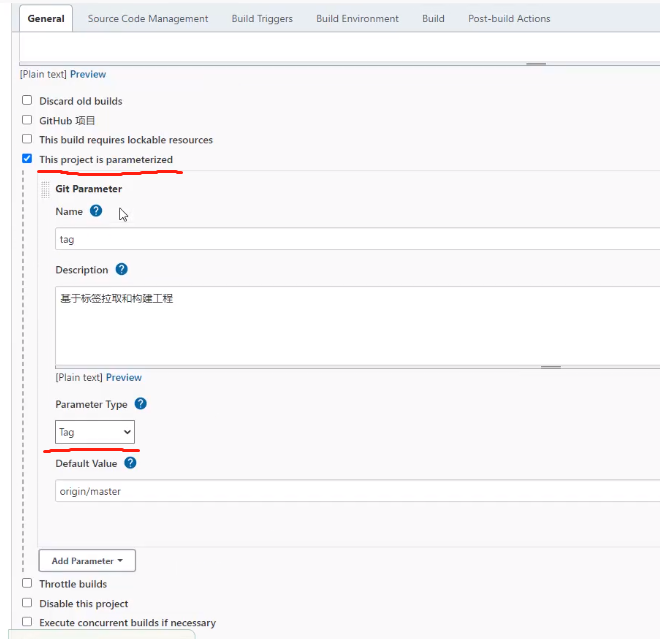 General Source Code Management Build Triggers Build Environment Build Post-build Actions
[Plain text] Preview
Discard old builds
GitHub 项目
This build requires lockable resources
This project is parameterized
Git Parameter
Name ?
tag
Description ?
基于标签拉取和构建工程
[Plain text] Preview
Parameter Type ?
Tag
Default Value ?
origin/master
Add Parameter
Throttle builds
Disable this project
Execute concurrent builds if necessary